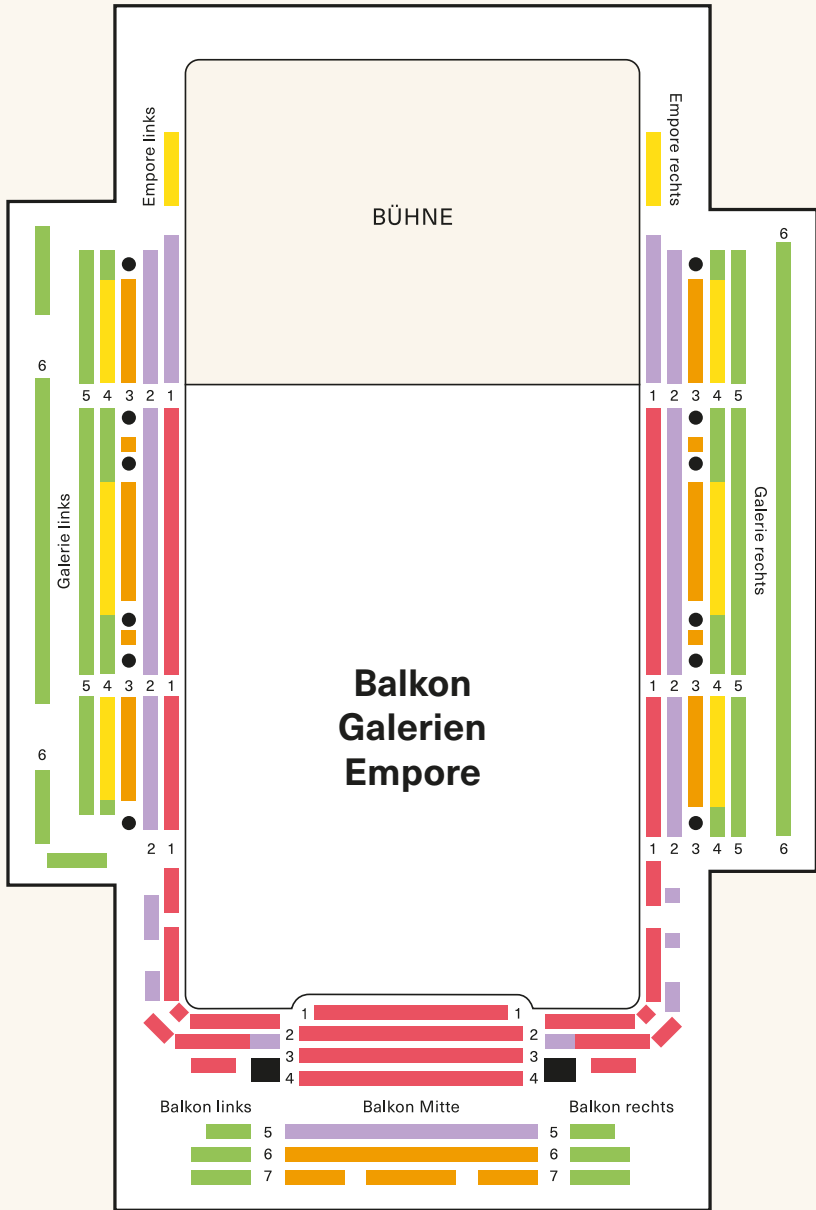 Empore links
Empore rechts
BÜHNE
6
6
5 4 3 2 1
1 2 3 4 5
Galerie links
Galerie rechts
5 4 3 2 1
1 2 3 4 5
Balkon
Galerien
Empore
6
2 1
1 2 3 4 5 6
1 1
2 2
3 3
4 4
Balkon links
Balkon Mitte
Balkon rechts
5 5
6 6
7 7